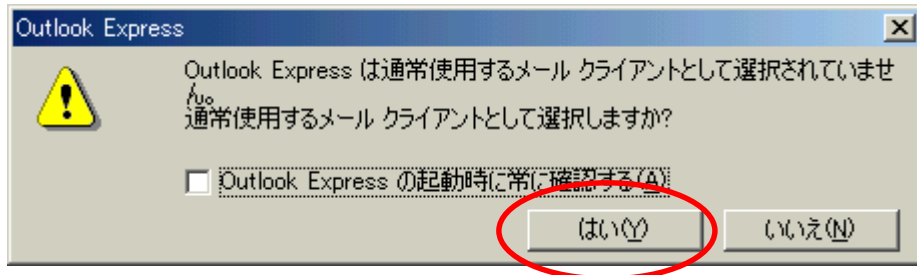 Outlook Express
Outlook Express は通常使用するメール クライアントとして選択されていませ
ん。
通常使用するメール クライアントとして選択しますか?
Outlook Express の起動時に常に確認する(A)
はい(Y)
いいえ(N)